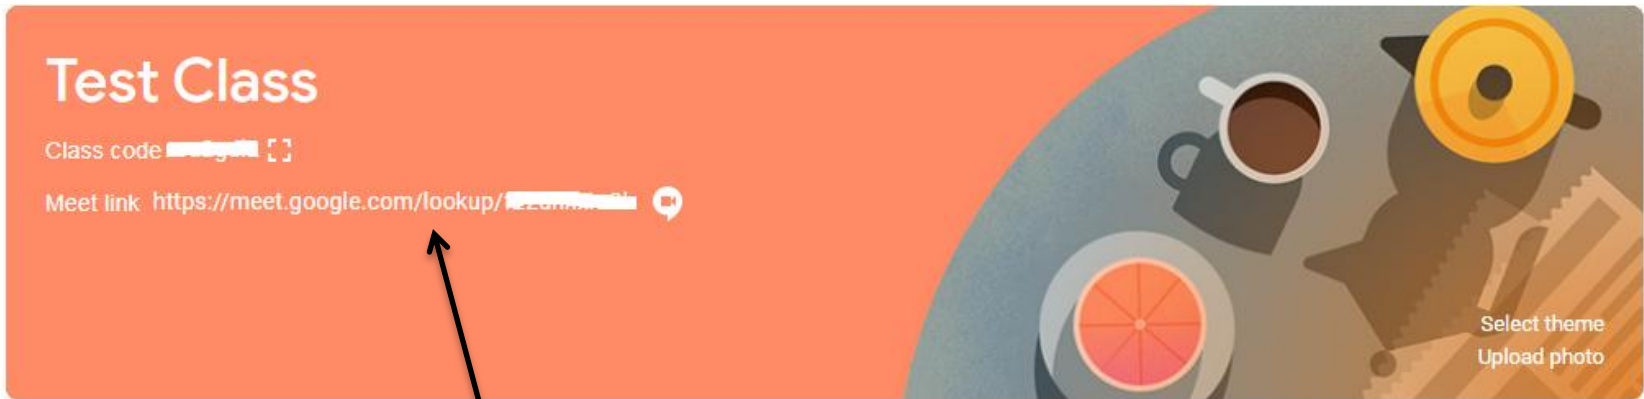 Test Class
Class code
Meet link https://meet.google.com/lookup/
Select theme
Upload photo